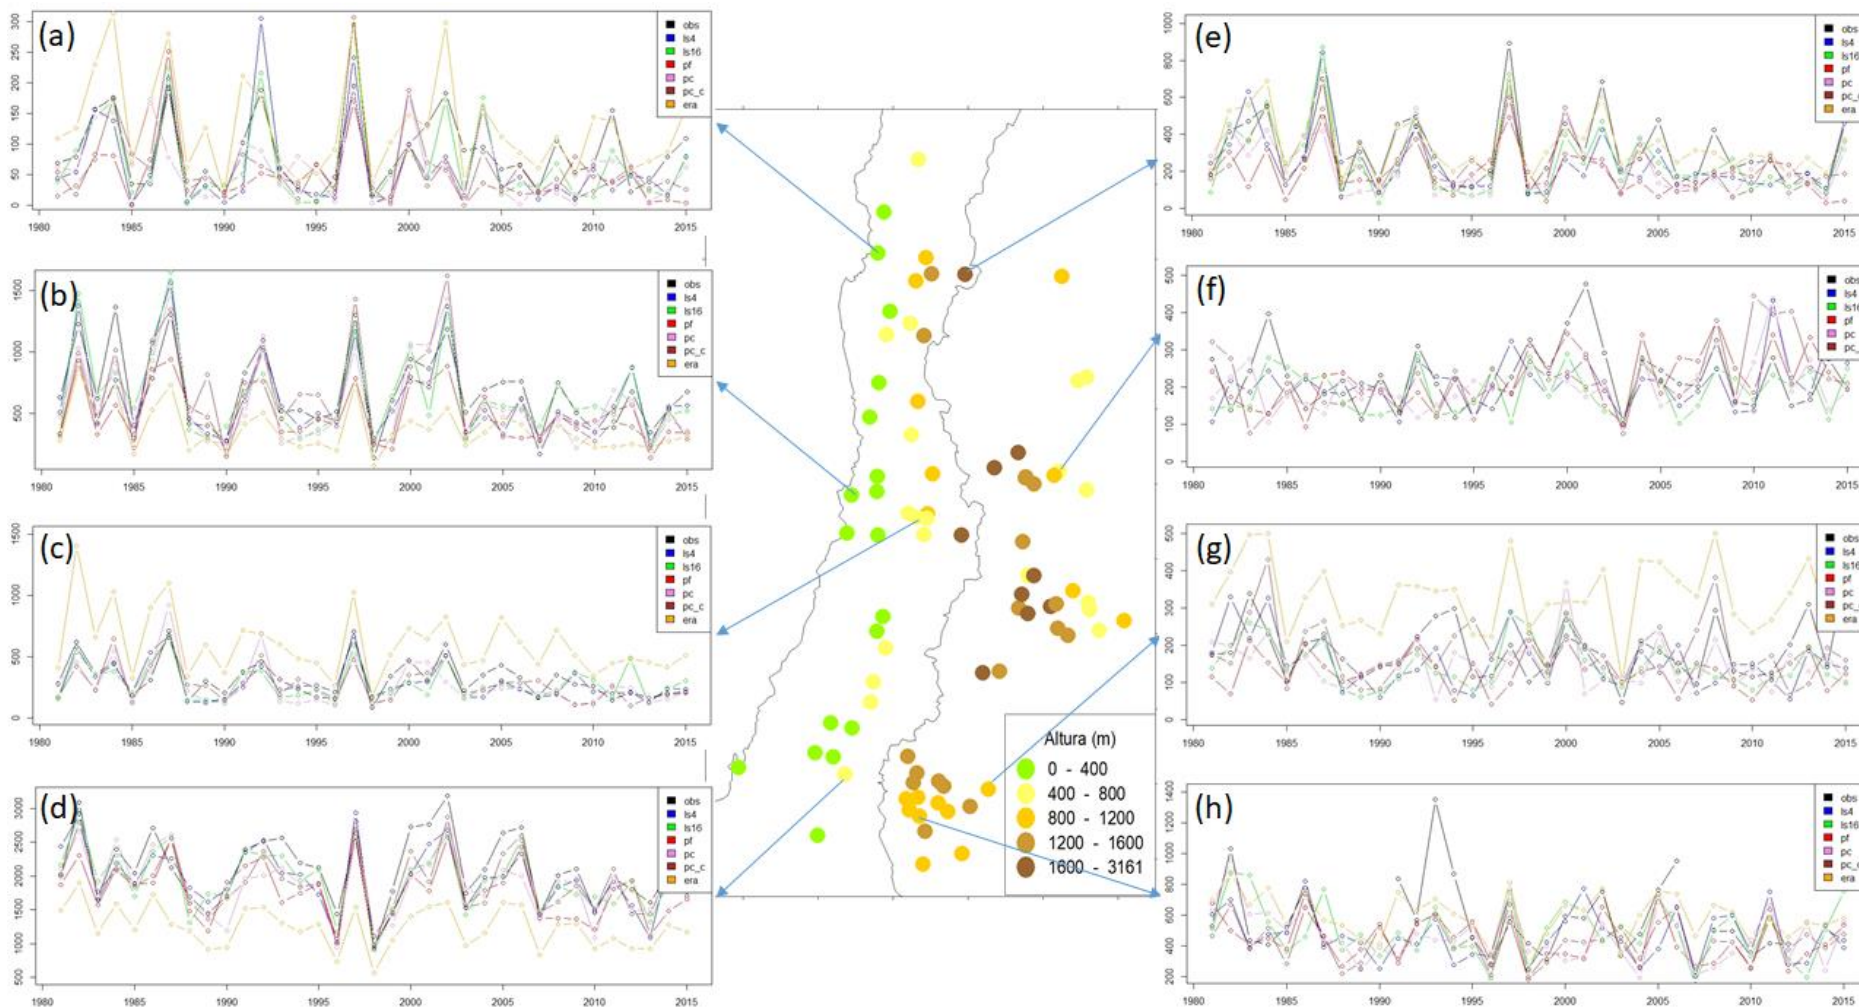 (a)
300
250
200
150
100
50
0
obs
ls4
ls16
pf
pc
pc_c
era
1980 1985 1990 1995 2000 2005 2010 2015
(b)
1500
1000
500
obs
ls4
ls16
pf
pc
pc_c
era
1980 1985 1990 1995 2000 2005 2010 2015
(c)
1500
1000
500
0
obs
ls4
ls16
pf
pc
pc_c
era
1980 1985 1990 1995 2000 2005 2010 2015
(d)
3000
2500
2000
1500
1000
500
obs
ls4
ls16
pf
pc
pc_c
era
1980 1985 1990 1995 2000 2005 2010 2015
Altura (m)
0 - 400
400 - 800
800 - 1200
1200 - 1600
1600 - 3161
(e)
1000
800
600
400
200
0
obs
ls4
ls16
pf
pc
pc_c
era
1980 1985 1990 1995 2000 2005 2010 2015
(f)
500
400
300
200
100
0
obs
ls4
ls16
pf
pc
pc_
1980 1985 1990 1995 2000 2005 2010 2015
(g)
500
400
300
200
100
0
obs
ls4
ls16
pf
pc
pc_
era
1980 1985 1990 1995 2000 2005 2010 2015
(h)
1400
1200
1000
800
600
400
200
obs
ls4
ls16
pf
pc
pc_c
era
1980 1985 1990 1995 2000 2005 2010 2015